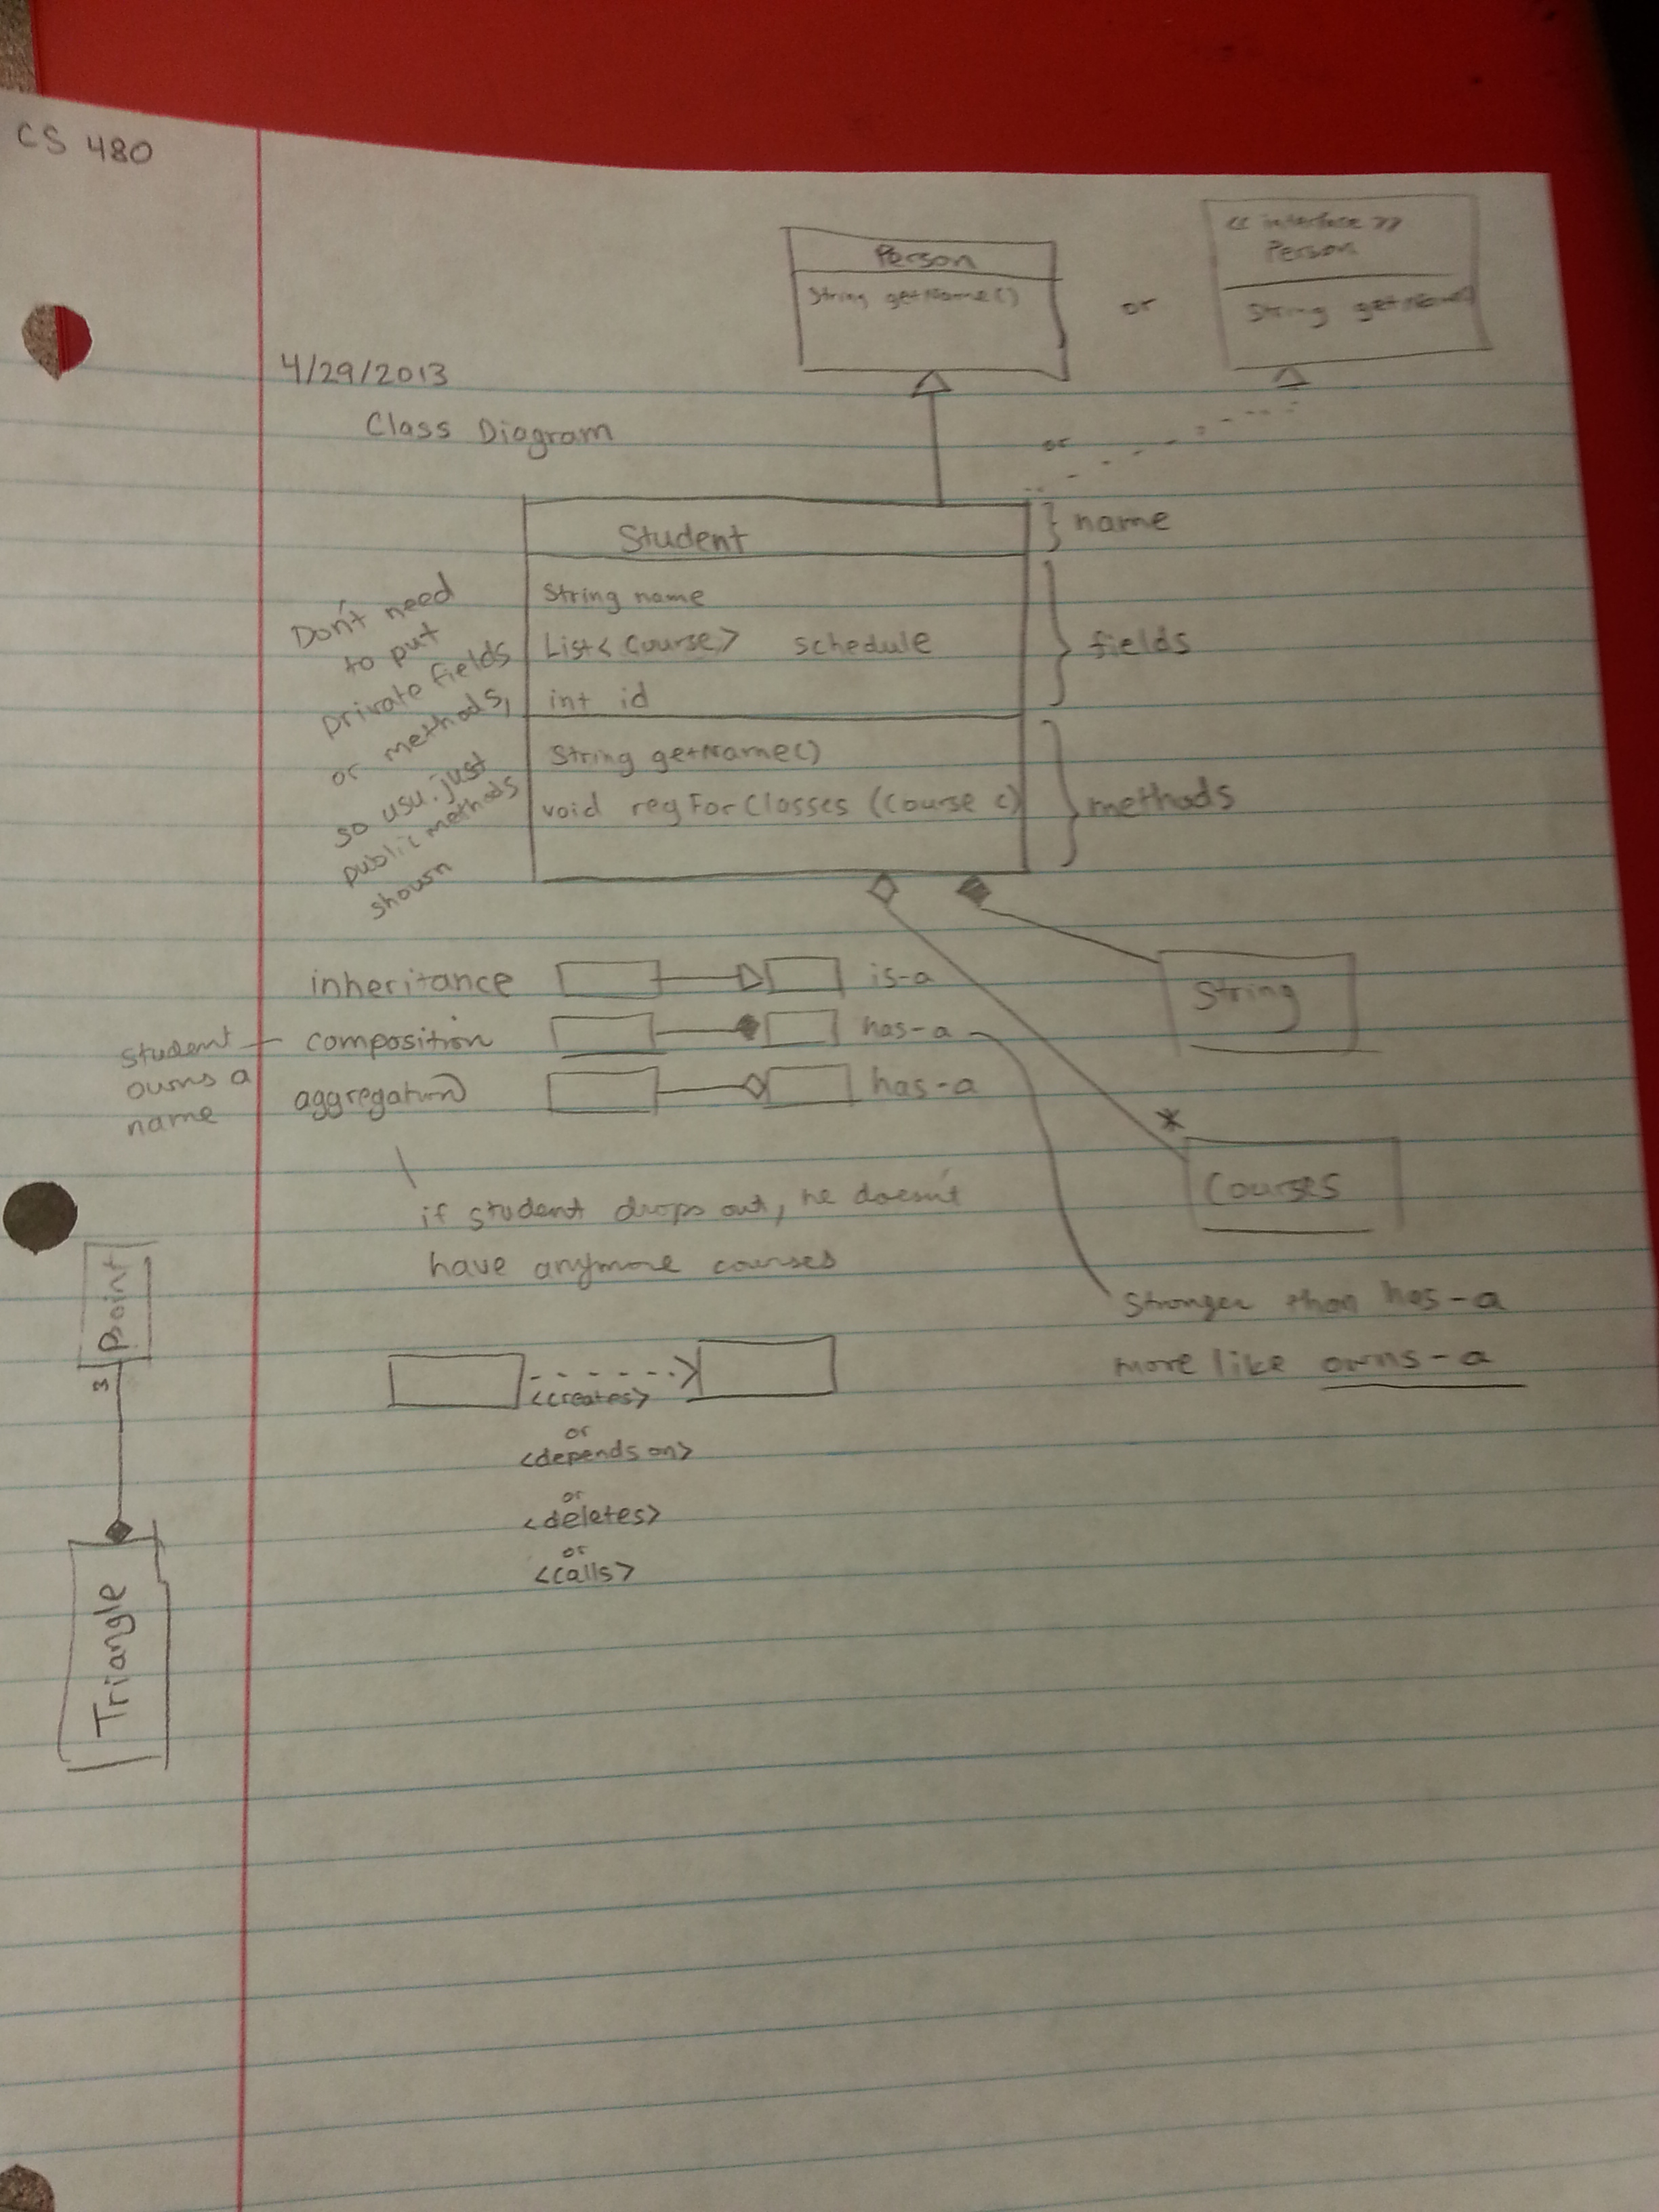 CS 480
Person
String getName()
or
<< interface >>
Person
String getName()
4/29/2013
Class Diagram
or
Student
name
String name
List<Course> schedule
int id
fields
String getName()
void regForClasses (Course c)
methods
Don't need
to put
private fields
or methods,
so usu. just
public methods
shown
inheritance is-a
composition has-a
aggregation has-a
student
owns a
name
String
*
Courses
if student drops out, he doesn't
have anymore courses
Stronger than has-a
more like owns-a
<creates>
or
<depends on>
or
<deletes>
or
<calls>
Point
3
Triangle